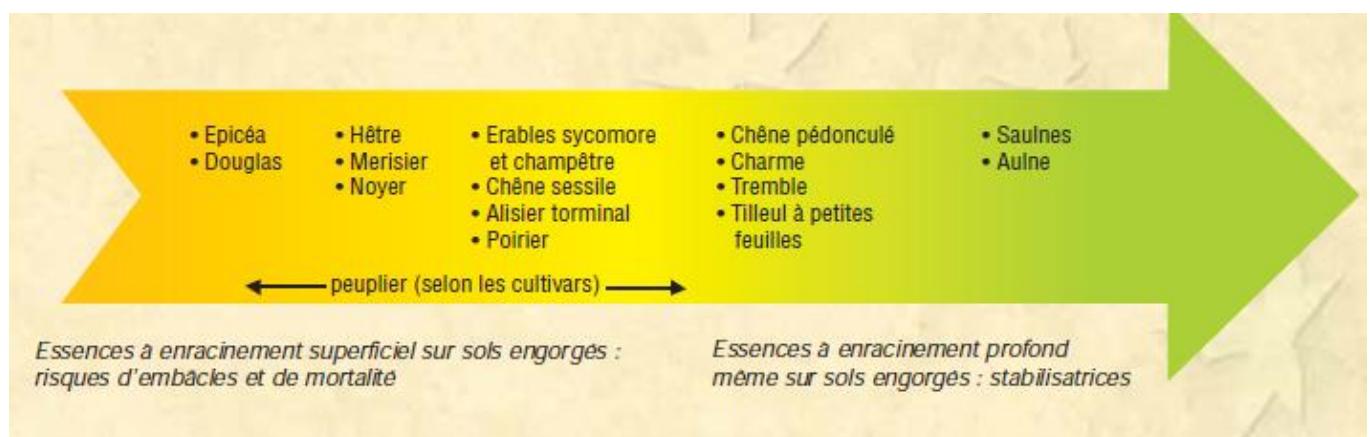 • Epicéa
• Douglas
• Hêtre
• Merisier
• Noyer
• Erables sycomore
et champêtre
• Chêne sessile
• Alisier torminal
• Poirier
• Chêne pédonculé
• Charme
• Tremble
• Tilleul à petites
feuilles
• Saulnes
• Aulne
peuplier (selon les cultivars)
Essences à enracinement superficiel sur sols engorgés :
risques d'embâcles et de mortalité
Essences à enracinement profond
même sur sols engorgés : stabilisatrices